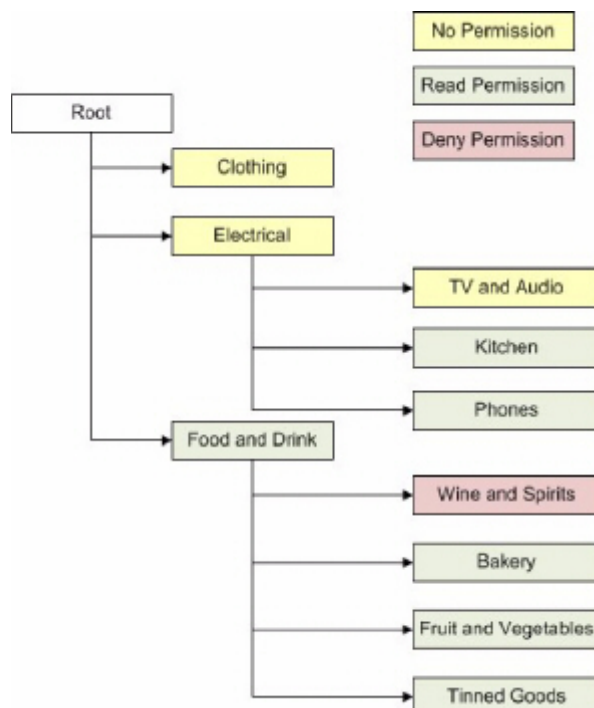 No Permission
Read Permission
Root
Deny Permission
Clothing
Electrical
TV and Audio
Kitchen
Phones
Food and Drink
Wine and Spirits
Bakery
Fruit and Vegetables
Tinned Goods